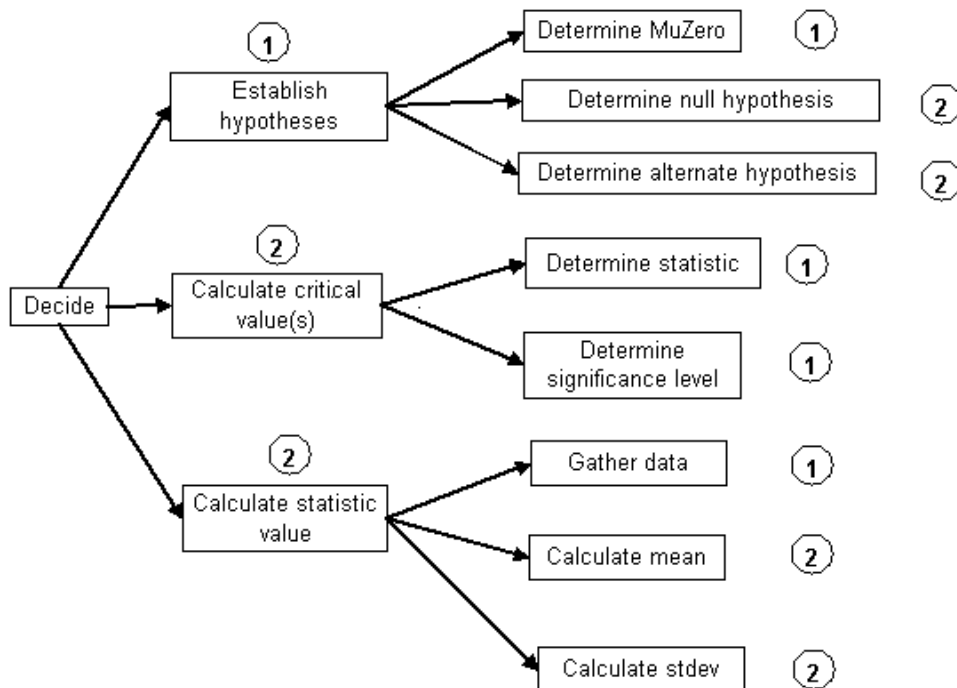 Determine MuZero
1
1
Establish
hypotheses
Determine null hypothesis
2
Determine alternate hypothesis
2
2
Determine statistic
1
Decide
Calculate critical
value(s)
Determine
significance level
1
2
Gather data
1
Calculate statistic
value
Calculate mean
2
Calculate stdev
2